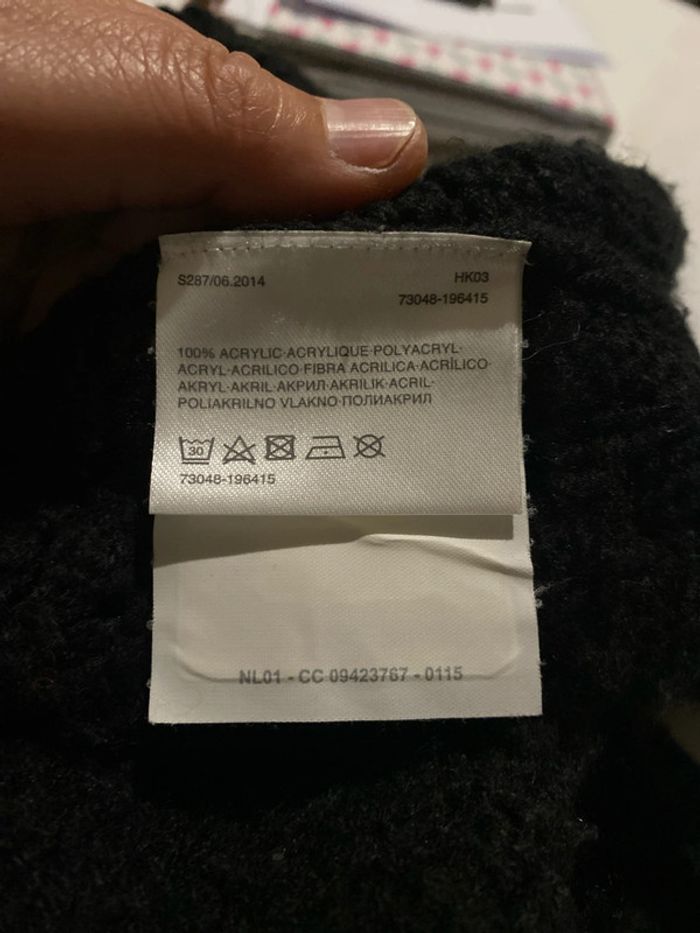 S287/06.2014 HK03
73048-196415
100% ACRYLIC·ACRYLIQUE·POLYACRYL·
ACRYL·ACRILICO·FIBRA ACRILICA·ACRÍLICO·
AKRYL·AKRIL·АКРИЛ·AKRILIK·ACRIL·
POLIAKRILNO VLAKNO·ПОЛИАКРИЛ
30
73048-196415
NL01 - CC 09423767 - 0115